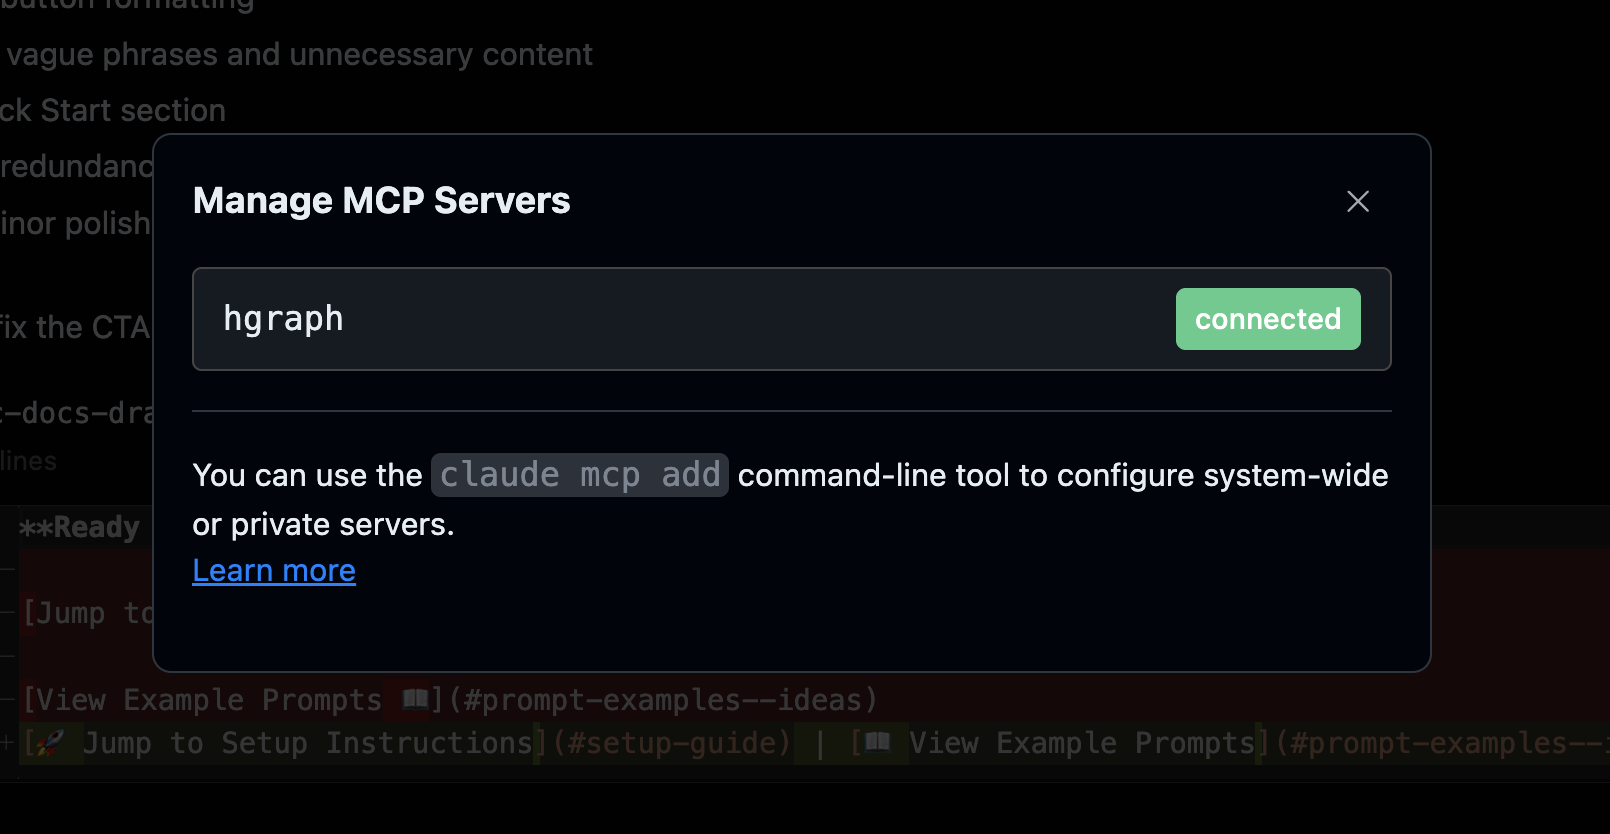 button formatting
vague phrases and unnecessary content
ck Start section
redundanc
inor polish
Manage MCP Servers
hgraph
connected
fix the CTA
-docs-dra
lines
You can use the claude mcp add command-line tool to configure system-wide
or private servers.
Learn more
**Ready
[Jump to
[View Example Prompts 📖](#prompt-examples--ideas)
[🚀 Jump to Setup Instructions](#setup-guide) | [📖 View Example Prompts](#prompt-examples--i